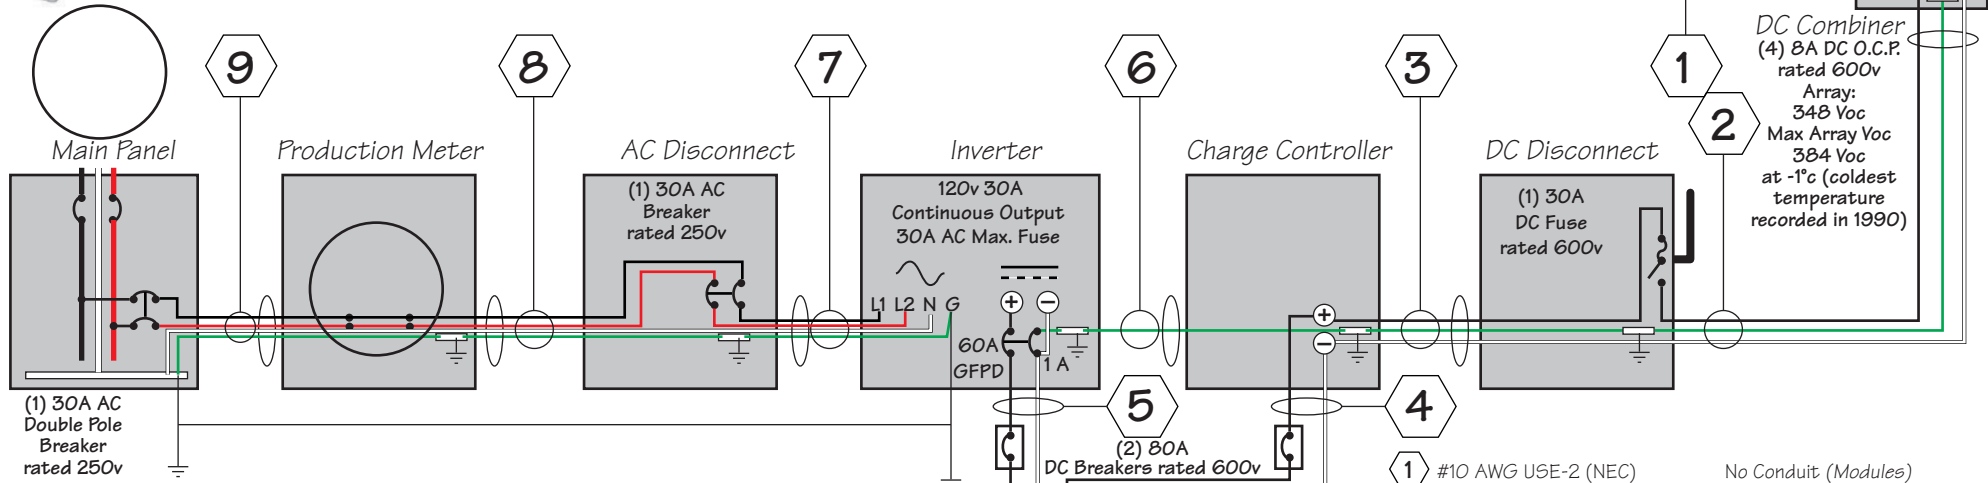 DC Combiner
(4) 8A DC O.C.P.
rated 600v
Array:
348 Voc
Max Array Voc
384 Voc
at -1°c (coldest
temperature
recorded in 1990)
9
8
7
6
3
1
2
Main Panel
Production Meter
AC Disconnect
Inverter
Charge Controller
DC Disconnect
(1) 30A AC
Breaker
rated 250v
120v 30A
Continuous Output
30A AC Max. Fuse
(1) 30A
DC Fuse
rated 600v
L1 L2 N G
+ −
+
−
60A
GFPD
1 A
(1) 30A AC
Double Pole
Breaker
rated 250v
5
4
(2) 80A
DC Breakers rated 600v
1 #10 AWG USE-2 (NEC) No Conduit (Modules)